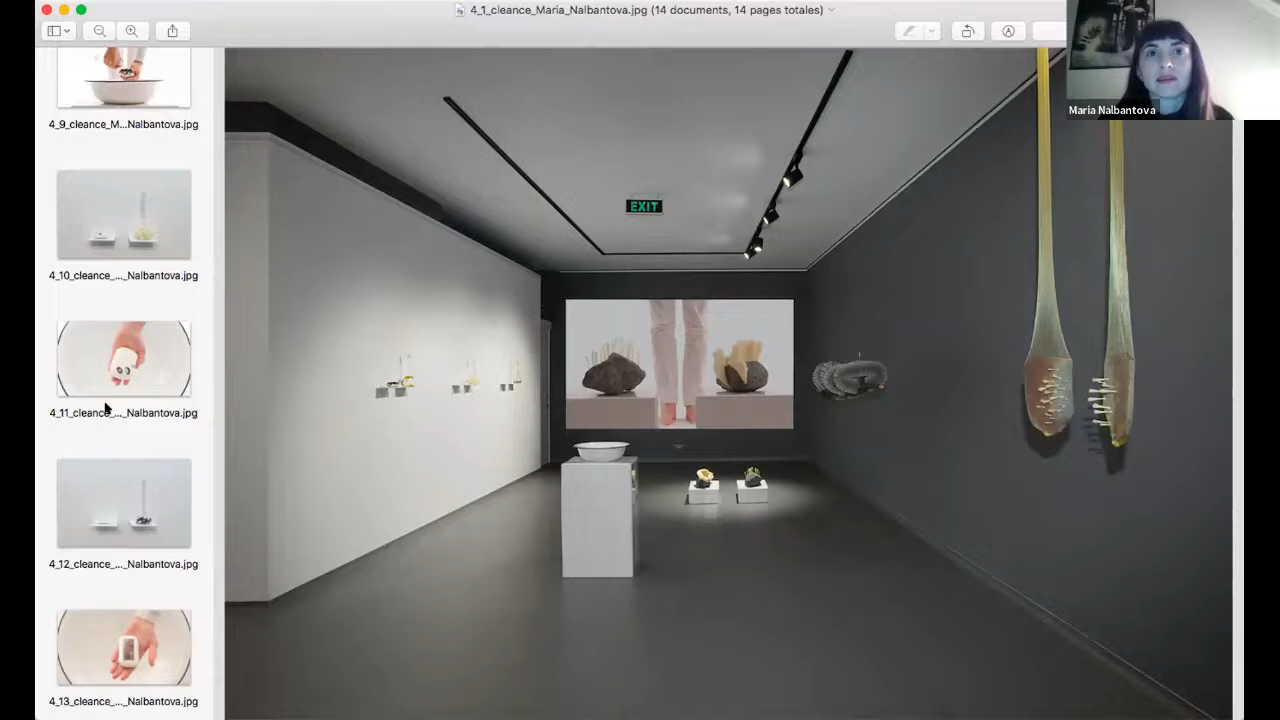 4_1_cleance_Maria_Nalbantova.jpg (14 documents, 14 pages totales)
Maria Nalbantova
4_9_cleance_M...Nalbantova.jpg
4_10_cleance_..._Nalbantova.jpg
4_11_cleance_..._Nalbantova.jpg
4_12_cleance_..._Nalbantova.jpg
4_13_cleance_..._Nalbantova.jpg
EXIT